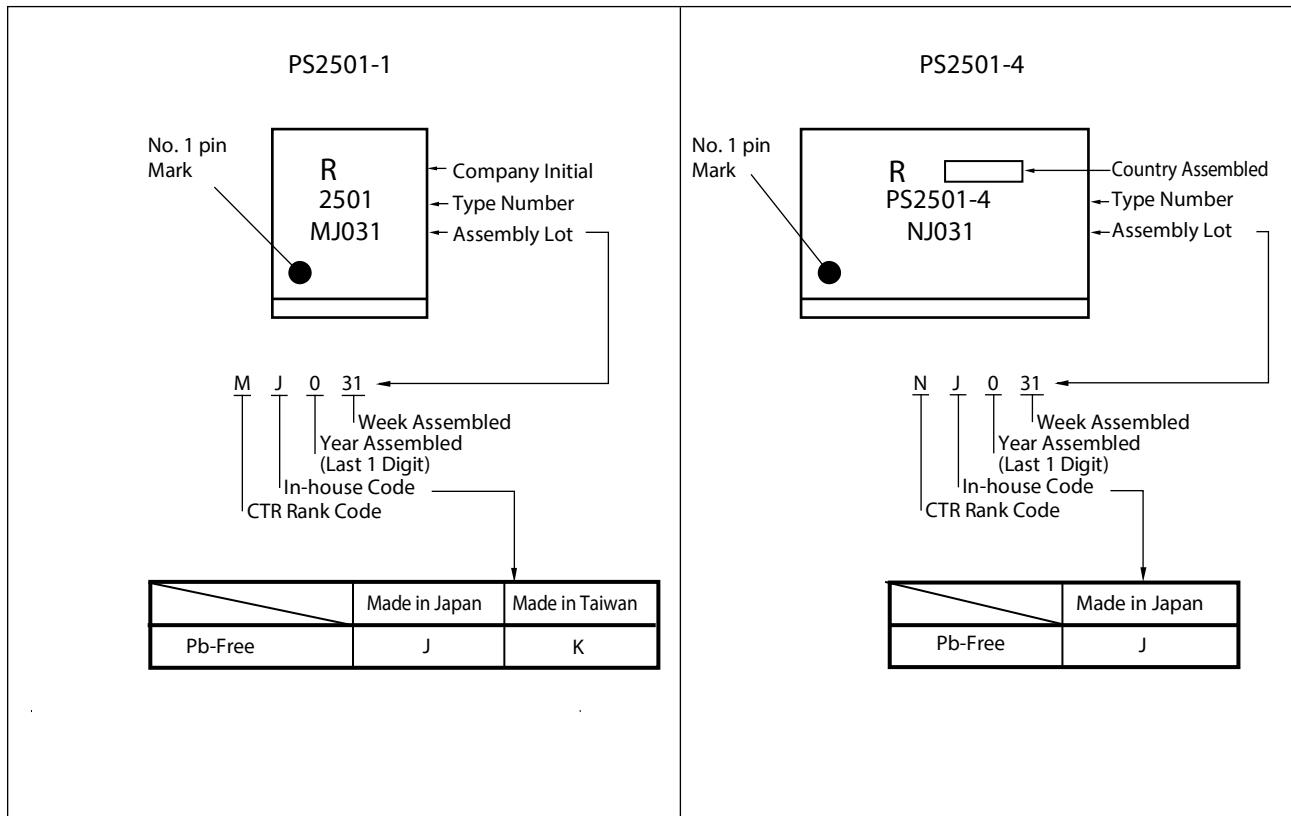 PS2501-1
No. 1 pin
Mark
R
2501
MJ031
Company Initial
Type Number
Assembly Lot
M J 0 31
Week Assembled
Year Assembled
(Last 1 Digit)
In-house Code
CTR Rank Code
Made in Japan Made in Taiwan
Pb-Free J K
PS2501-4
No. 1 pin
Mark
R
PS2501-4
NJ031
Country Assembled
Type Number
Assembly Lot
N J 0 31
Week Assembled
Year Assembled
(Last 1 Digit)
In-house Code
CTR Rank Code
Made in Japan
Pb-Free J